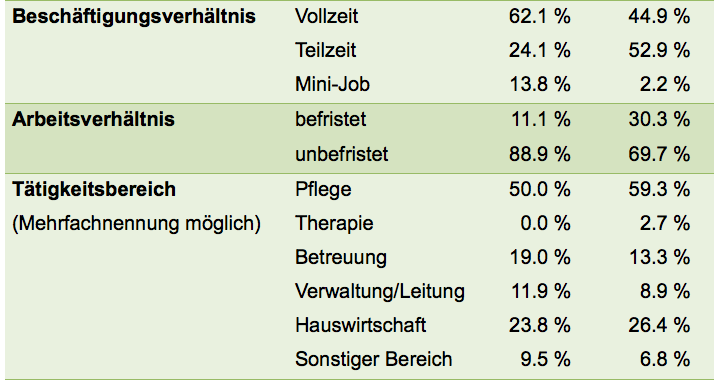 Beschäftigungsverhältnis Vollzeit 62.1 % 44.9 %
Teilzeit 24.1 % 52.9 %
Mini-Job 13.8 % 2.2 %
Arbeitsverhältnis befristet 11.1 % 30.3 %
unbefristet 88.9 % 69.7 %
Tätigkeitsbereich Pflege 50.0 % 59.3 %
(Mehrfachnennung möglich) Therapie 0.0 % 2.7 %
Betreuung 19.0 % 13.3 %
Verwaltung/Leitung 11.9 % 8.9 %
Hauswirtschaft 23.8 % 26.4 %
Sonstiger Bereich 9.5 % 6.8 %